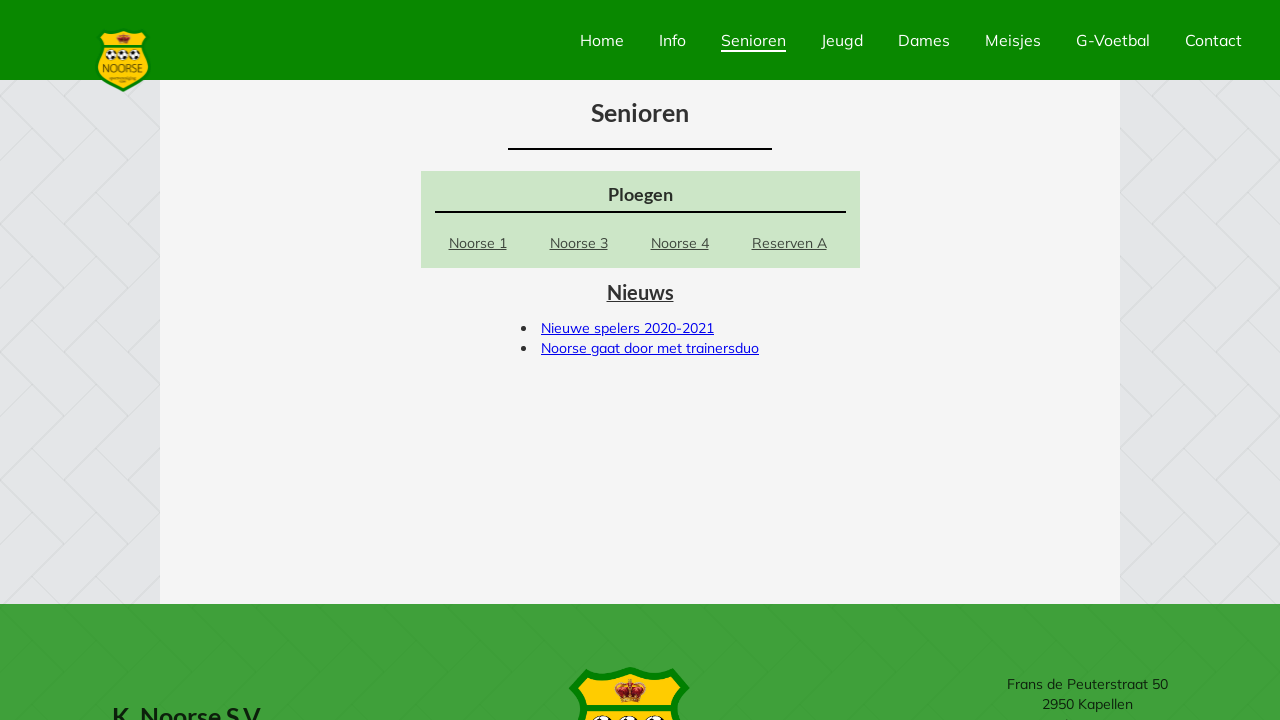 NOORSE
Home Info Senioren Jeugd Dames Meisjes G-Voetbal Contact
Senioren
Ploegen
Noorse 1 Noorse 3 Noorse 4 Reserven A
Nieuws
Nieuwe spelers 2020-2021
Noorse gaat door met trainersduo
K. Noorse S.V.
Frans de Peuterstraat 50
2950 Kapellen